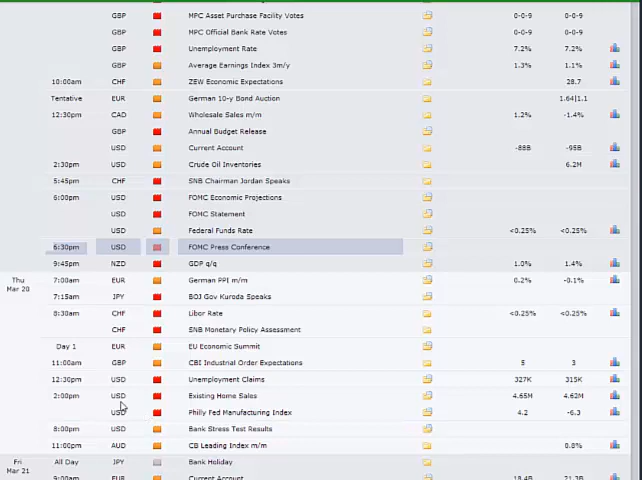 GBP MPC Asset Purchase Facility Votes 0-0-9 0-0-9
GBP MPC Official Bank Rate Votes 0-0-9 0-0-9
GBP Unemployment Rate 7.2% 7.2%
GBP Average Earnings Index 3m/y 1.3% 1.1%
10:00am CHF ZEW Economic Expectations 28.7
Tentative EUR German 10-y Bond Auction 1.64|1.1
12:30pm CAD Wholesale Sales m/m 1.2% -1.4%
GBP Annual Budget Release
USD Current Account -88B -95B
2:30pm USD Crude Oil Inventories 6.2M
5:45pm CHF SNB Chairman Jordan Speaks
6:00pm USD FOMC Economic Projections
USD FOMC Statement
USD Federal Funds Rate <0.25% <0.25%
6:30pm USD FOMC Press Conference
9:45pm NZD GDP q/q 1.0% 1.4%
Thu Mar 20 7:00am EUR German PPI m/m 0.2% -0.1%
7:15am JPY BOJ Gov Kuroda Speaks
8:30am CHF Libor Rate <0.25% <0.25%
CHF SNB Monetary Policy Assessment
Day 1 EUR EU Economic Summit
11:00am GBP CBI Industrial Order Expectations 5 3
12:30pm USD Unemployment Claims 327K 315K
2:00pm USD Existing Home Sales 4.65M 4.62M
USD Philly Fed Manufacturing Index 4.2 -6.3
8:00pm USD Bank Stress Test Results
11:00pm AUD CB Leading Index m/m 0.8%
Fri Mar 21 All Day JPY Bank Holiday
9:00am EUR Current Account 18.4B 21.3B